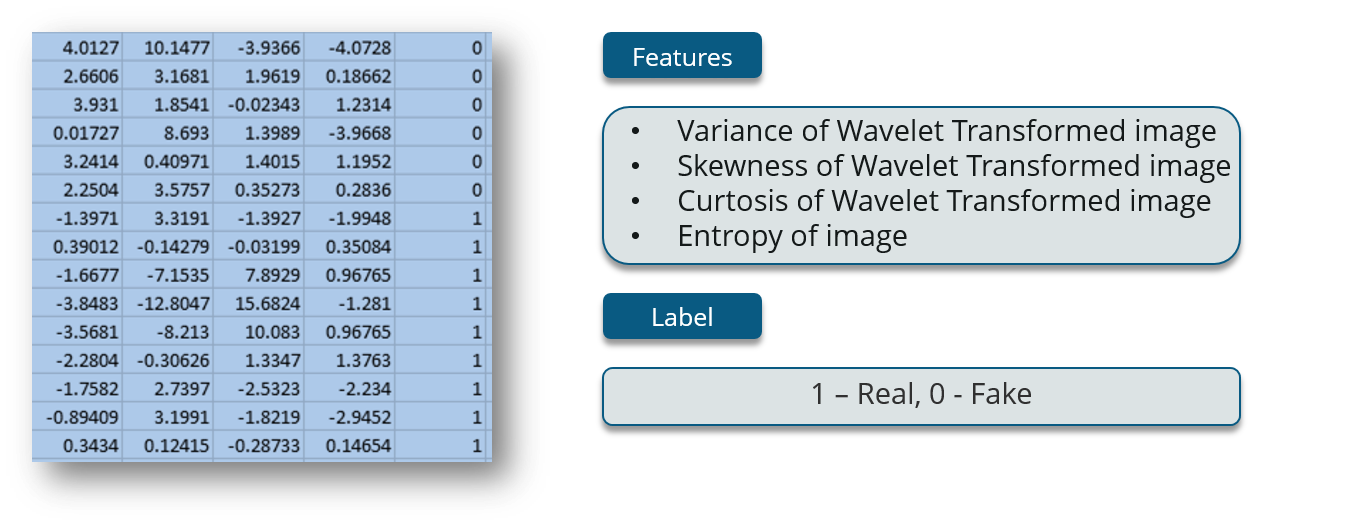 4.0127 10.1477 -3.9366 -4.0728 0
2.6606 3.1681 1.9619 0.18662 0
3.931 1.8541 -0.02343 1.2314 0
0.01727 8.693 1.3989 -3.9668 0
3.2414 0.40971 1.4015 1.1952 0
2.2504 3.5757 0.35273 0.2836 0
-1.3971 3.3191 -1.3927 -1.9948 1
0.39012 -0.14279 -0.03199 0.35084 1
-1.6677 -7.1535 7.8929 0.96765 1
-3.8483 -12.8047 15.6824 -1.281 1
-3.5681 -8.213 10.083 0.96765 1
-2.2804 -0.30626 1.3347 1.3763 1
-1.7582 2.7397 -2.5323 -2.234 1
-0.89409 3.1991 -1.8219 -2.9452 1
0.3434 0.12415 -0.28733 0.14654 1
Features
• Variance of Wavelet Transformed image
• Skewness of Wavelet Transformed image
• Curtosis of Wavelet Transformed image
• Entropy of image
Label
1 – Real, 0 - Fake